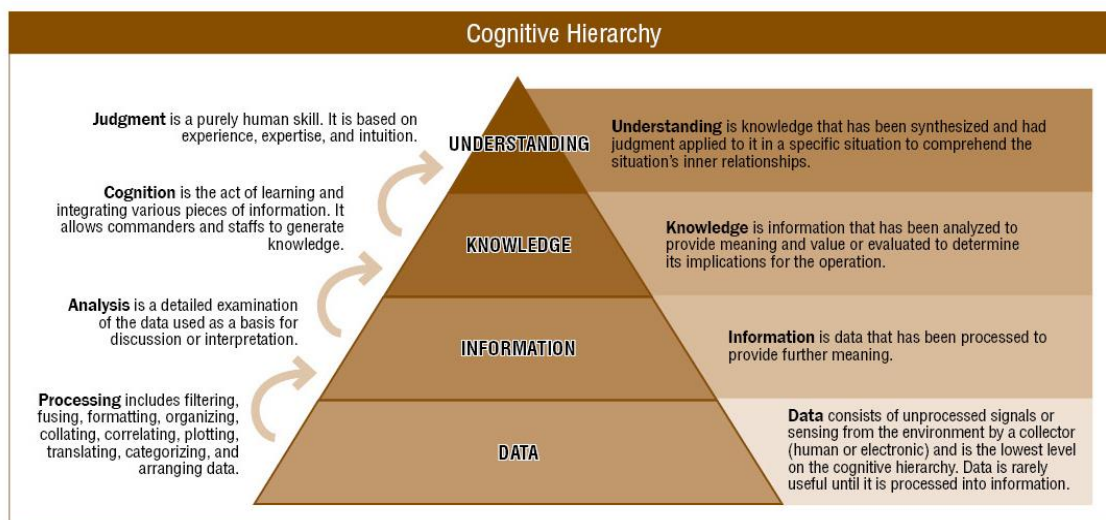 Cognitive Hierarchy
Judgment is a purely human skill. It is based on
experience, expertise, and intuition.
UNDERSTANDING
Understanding is knowledge that has been synthesized and had
judgment applied to it in a specific situation to comprehend the
situation's inner relationships.
Cognition is the act of learning and
integrating various pieces of information. It
allows commanders and staffs to generate
knowledge.
KNOWLEDGE
Knowledge is information that has been analyzed to
provide meaning and value or evaluated to determine
its implications for the operation.
Analysis is a detailed examination
of the data used as a basis for
discussion or interpretation.
INFORMATION
Information is data that has been processed to
provide further meaning.
Processing includes filtering,
fusing, formatting, organizing,
collating, correlating, plotting,
translating, categorizing, and
arranging data.
DATA
Data consists of unprocessed signals or
sensing from the environment by a collector
(human or electronic) and is the lowest level
on the cognitive hierarchy. Data is rarely
useful until it is processed into information.